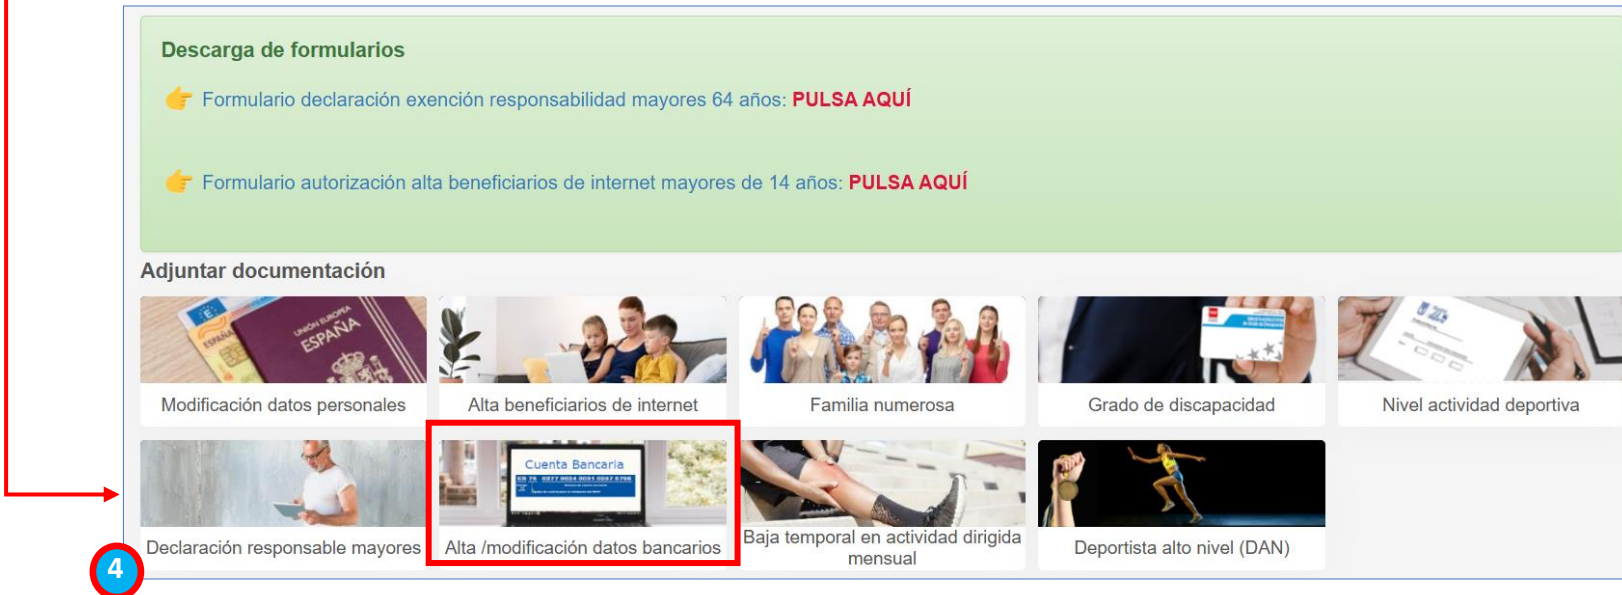 Descarga de formularios
👉 Formulario declaración exención responsabilidad mayores 64 años: PULSA AQUÍ
👉 Formulario autorización alta beneficiarios de internet mayores de 14 años: PULSA AQUÍ
Adjuntar documentación
UNIÓN EUROPEA
ESPAÑA
Modificación datos personales
Alta beneficiarios de internet
Familia numerosa
Grado de discapacidad
Nivel actividad deportiva
Cuenta Bancaria
Declaración responsable mayores
Alta /modificación datos bancarios
Baja temporal en actividad dirigida
mensual
Deportista alto nivel (DAN)
4